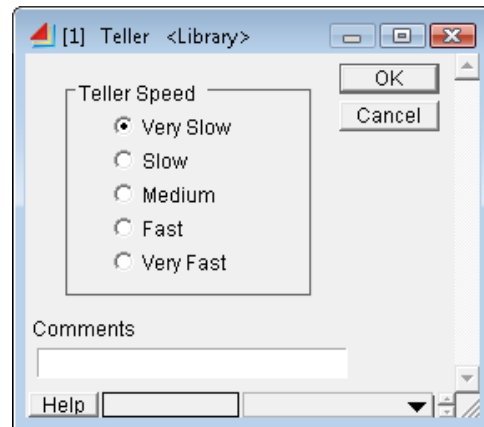 [1] Teller <Library>
OK
Cancel
Teller Speed
Very Slow
Slow
Medium
Fast
Very Fast
Comments
Help